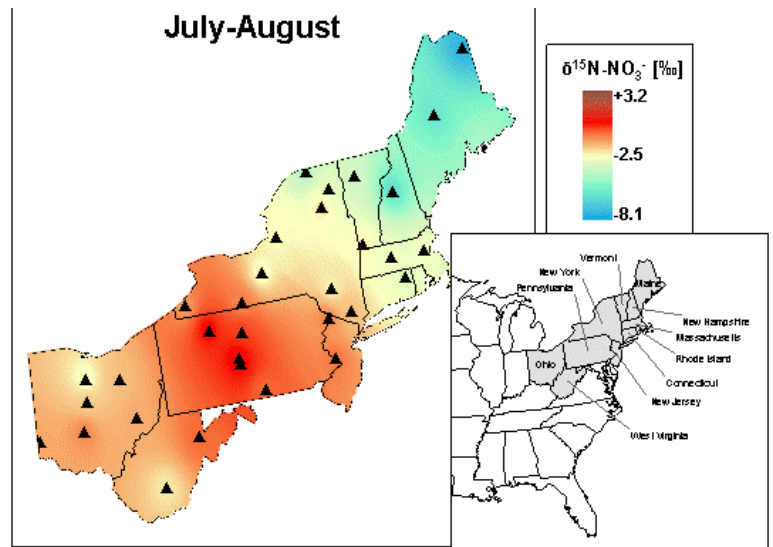 July-August
δ¹⁵N-NO₃⁻ [‰]
+3.2
-2.5
-8.1
Vermont
New York
Pennsylvania
Maine
New Hampshire
Massachusetts
Rhode Island
Connecticut
New Jersey
Ohio
West Virginia